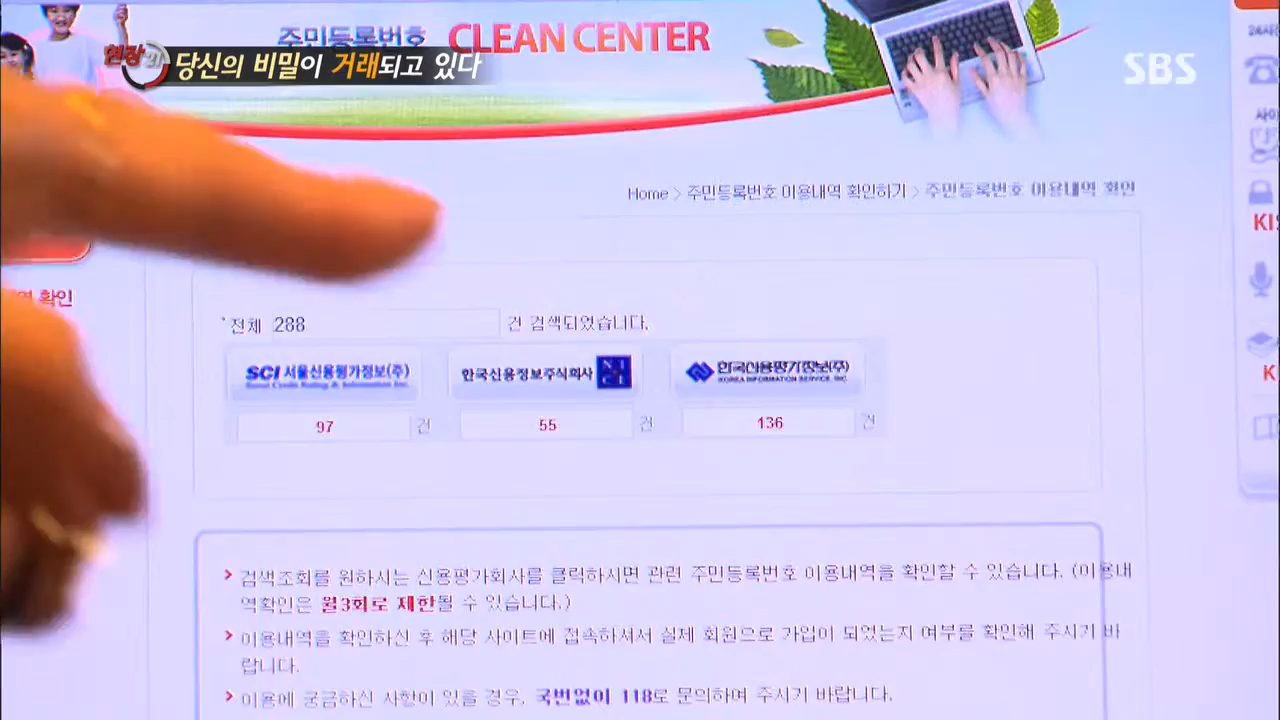 주민등록번호 CLEAN CENTER
현장
당신의 비밀이 거래되고 있다
SBS
Home > 주민등록번호 이용내역 확인하기 > 주민등록번호 이용내역 확인
확인
전체 288 건 검색되었습니다.
SCI 서울신용평가정보(주)
Seoul Credit Rating & Information Inc.
한국신용정보주식회사 NICE
한국신용평가정보(주)
KOREA INFORMATION SERVICE INC.
97 건 55 건 136 건
> 검색조회를 원하시는 신용평가회사를 클릭하시면 관련 주민등록번호 이용내역을 확인할 수 있습니다. (이용내
역확인은 월3회로 제한될 수 있습니다.)
> 이용내역을 확인하신 후 해당 사이트에 접속하셔서 실제 회원으로 가입이 되었는지 여부를 확인해 주시기 바
랍니다.
> 이용에 궁금하신 사항이 있을 경우, 국번없이 118로 문의하여 주시기 바랍니다.